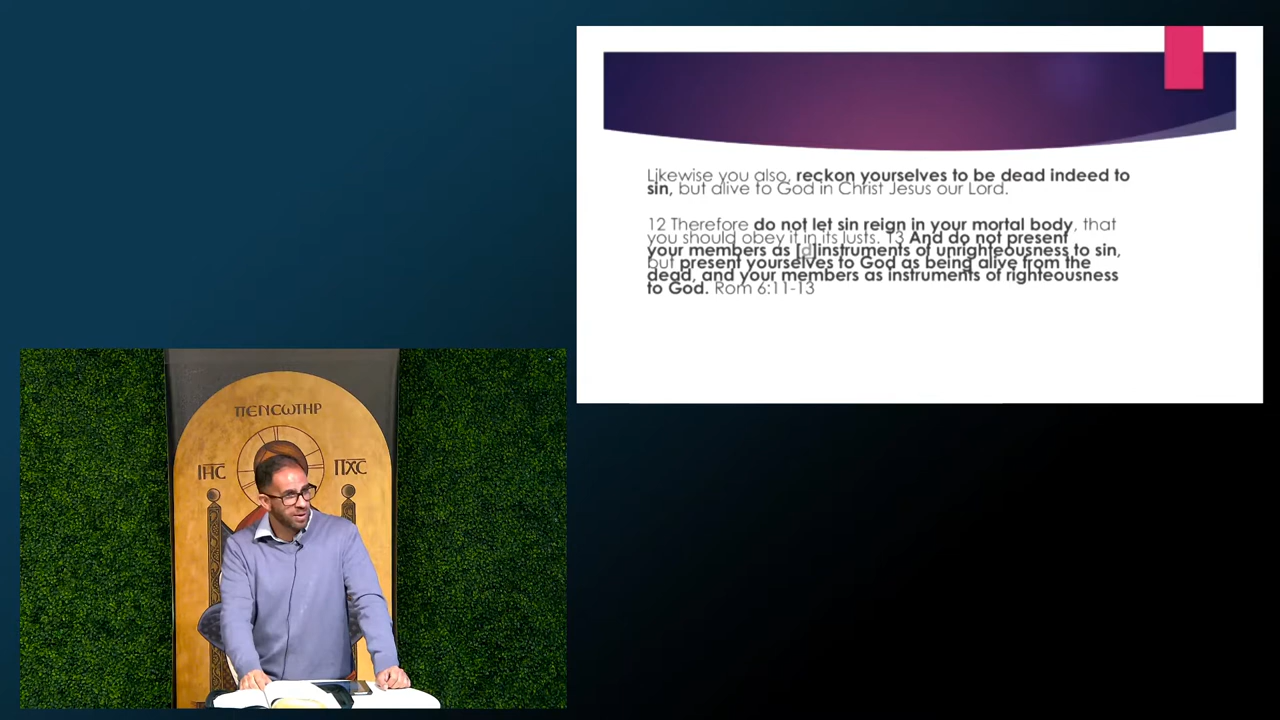 Likewise you also, reckon yourselves to be dead indeed to
sin, but alive to God in Christ Jesus our Lord.
12 Therefore do not let sin reign in your mortal body, that
you should obey it in its lusts. 13 And do not present
your members as [d]instruments of unrighteousness to sin,
but present yourselves to God as being alive from the
dead, and your members as instruments of righteousness
to God. Rom 6:11-13
ⲠⲈⲚⲤⲰⲦⲎⲢ
ⲒⲎⲤ ⲠⲬⲤ